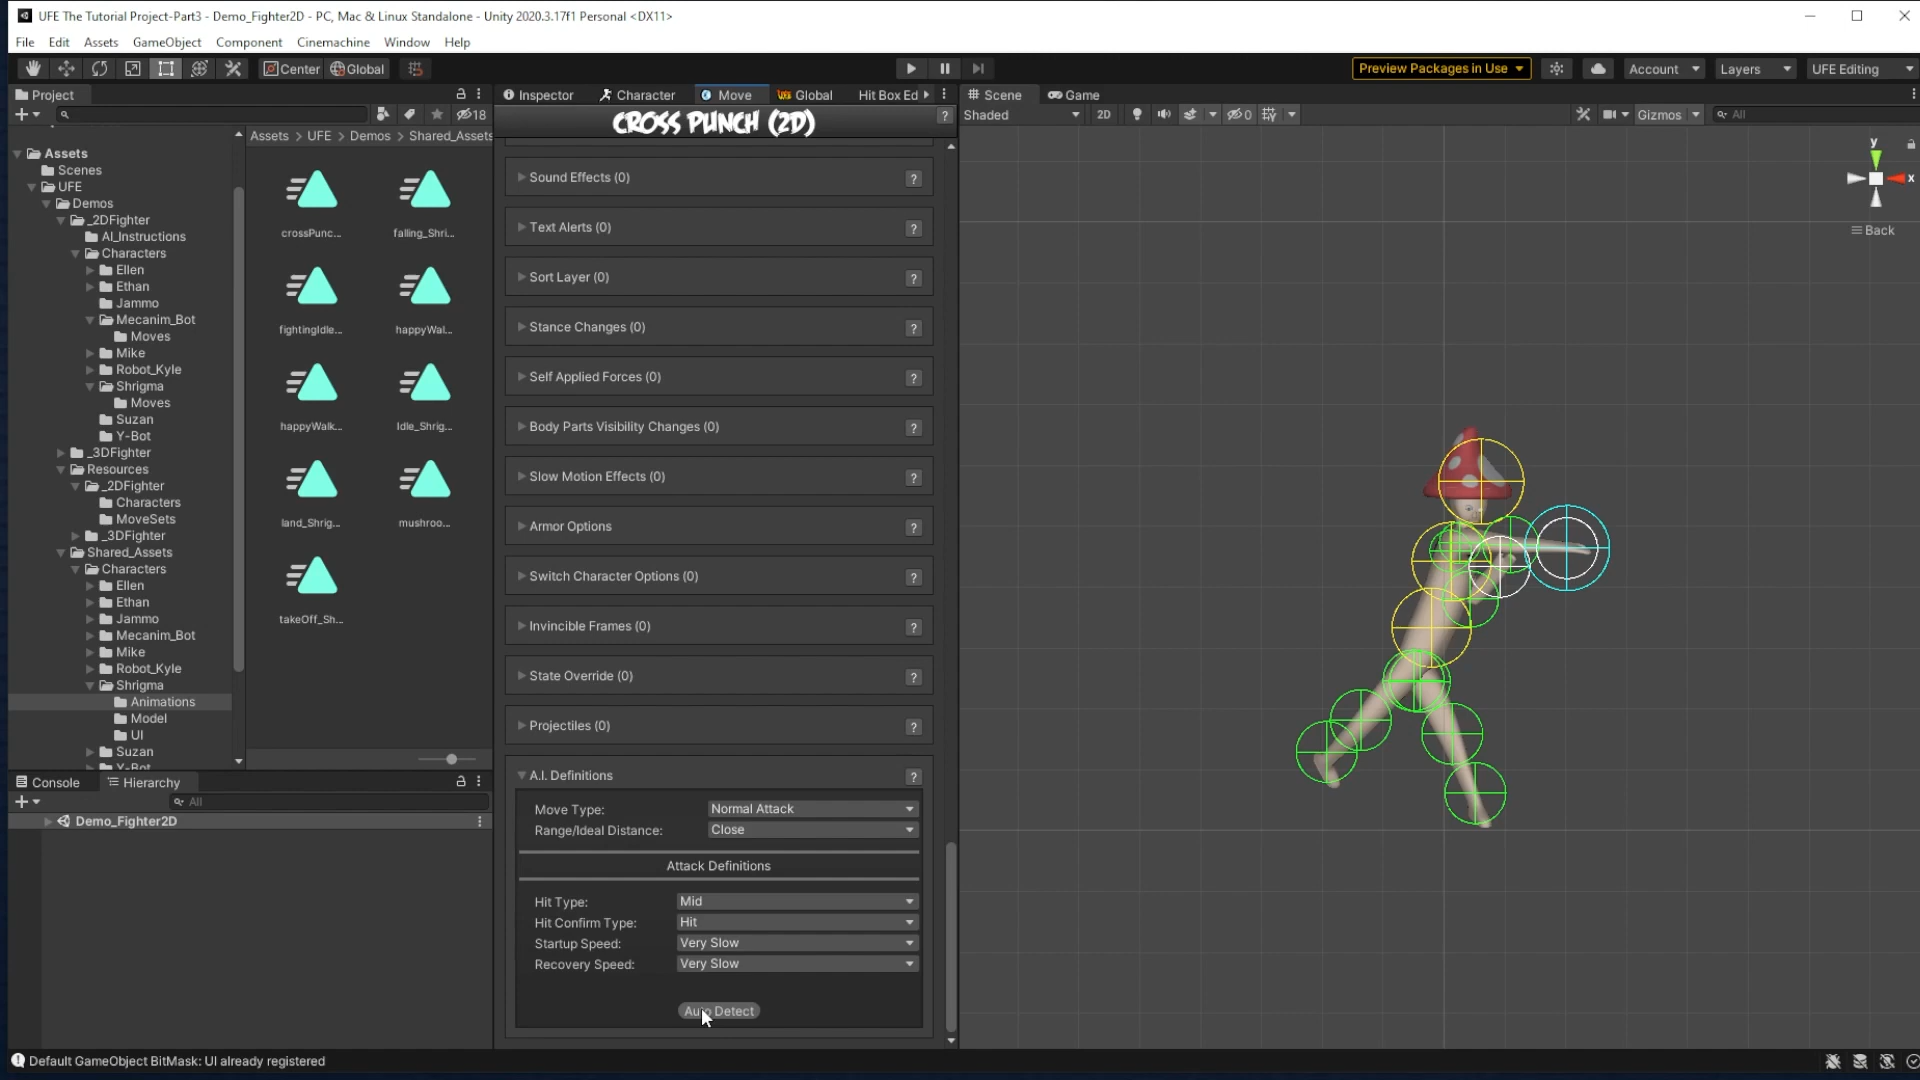 UFE The Tutorial Project-Part3 - Demo_Fighter2D - PC, Mac & Linux Standalone - Unity 2020.3.17f1 Personal <DX11>
File Edit Assets GameObject Component Cinemachine Window Help
Center Global Preview Packages in Use Account Layers UFE Editing
Project
18
Assets
Scenes
UFE
Demos
_2DFighter
AI_Instructions
Characters
Ellen
Ethan
Jammo
Mecanim_Bot
Moves
Mike
Robot_Kyle
Shrigma
Moves
Suzan
Y-Bot
_3DFighter
Resources
_2DFighter
Characters
MoveSets
_3DFighter
Shared_Assets
Characters
Ellen
Ethan
Jammo
Mecanim_Bot
Mike
Robot_Kyle
Shrigma
Animations
Model
UI
Suzan
Y-Bot
Assets > UFE > Demos > Shared_Assets
crossPunc... falling_Shri...
fightingIdle... happyWal...
happyWalk... Idle_Shrig...
land_Shrig... mushroo...
takeOff_Sh...
Console Hierarchy
All
Demo_Fighter2D
Inspector Character Move Global Hit Box Ed
CROSS PUNCH (2D) ?
Sound Effects (0) ?
Text Alerts (0) ?
Sort Layer (0) ?
Stance Changes (0) ?
Self Applied Forces (0) ?
Body Parts Visibility Changes (0) ?
Slow Motion Effects (0) ?
Armor Options ?
Switch Character Options (0) ?
Invincible Frames (0) ?
State Override (0) ?
Projectiles (0) ?
A.I. Definitions ?
Move Type: Normal Attack
Range/Ideal Distance: Close
Attack Definitions
Hit Type: Mid
Hit Confirm Type: Hit
Startup Speed: Very Slow
Recovery Speed: Very Slow
Auto Detect
Scene Game
Shaded 2D 0 Gizmos All
y
x
Back
Default GameObject BitMask: UI already registered